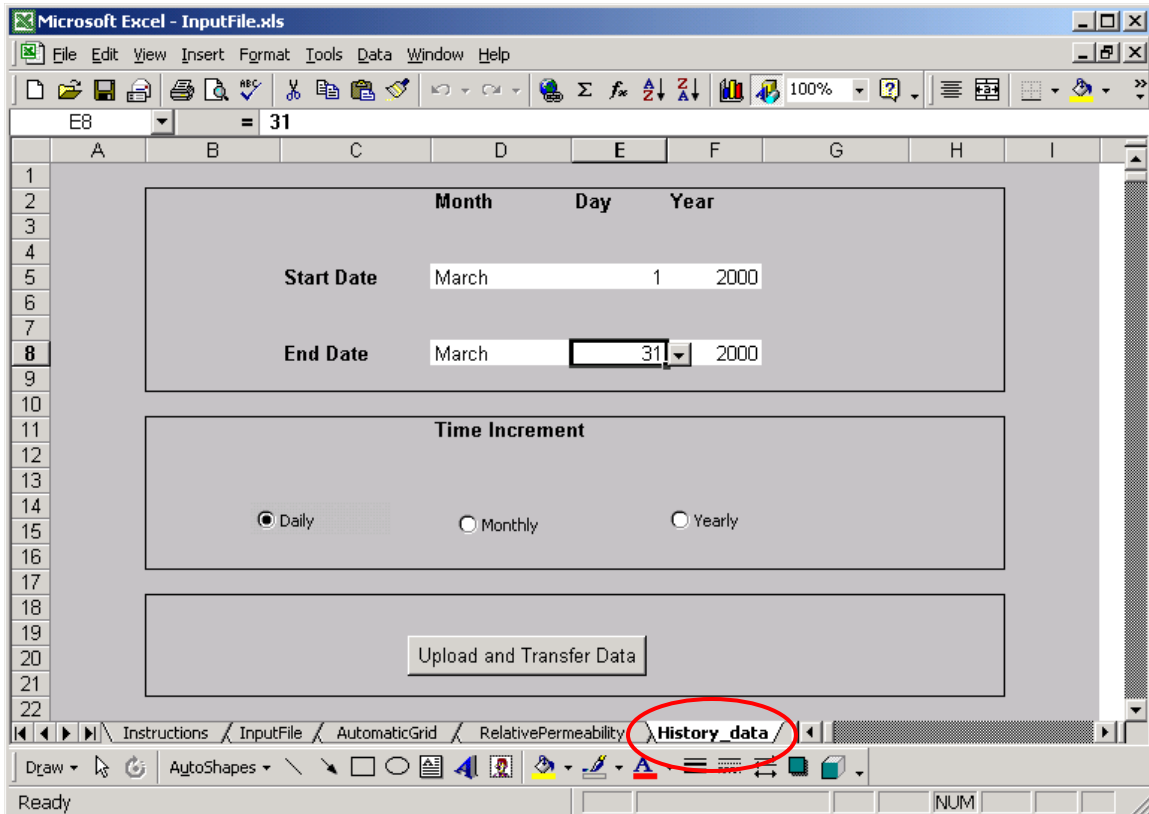 Microsoft Excel - InputFile.xls
File Edit View Insert Format Tools Data Window Help
100%
E8 = 31
A B C D E F G H I
1
2 Month Day Year
3
4
5 Start Date March 1 2000
6
7
8 End Date March 31 2000
9
10
11 Time Increment
12
13
14
15 Daily Monthly Yearly
16
17
18
19
20 Upload and Transfer Data
21
22
Instructions InputFile AutomaticGrid RelativePermeability History_data
Draw AutoShapes
Ready NUM